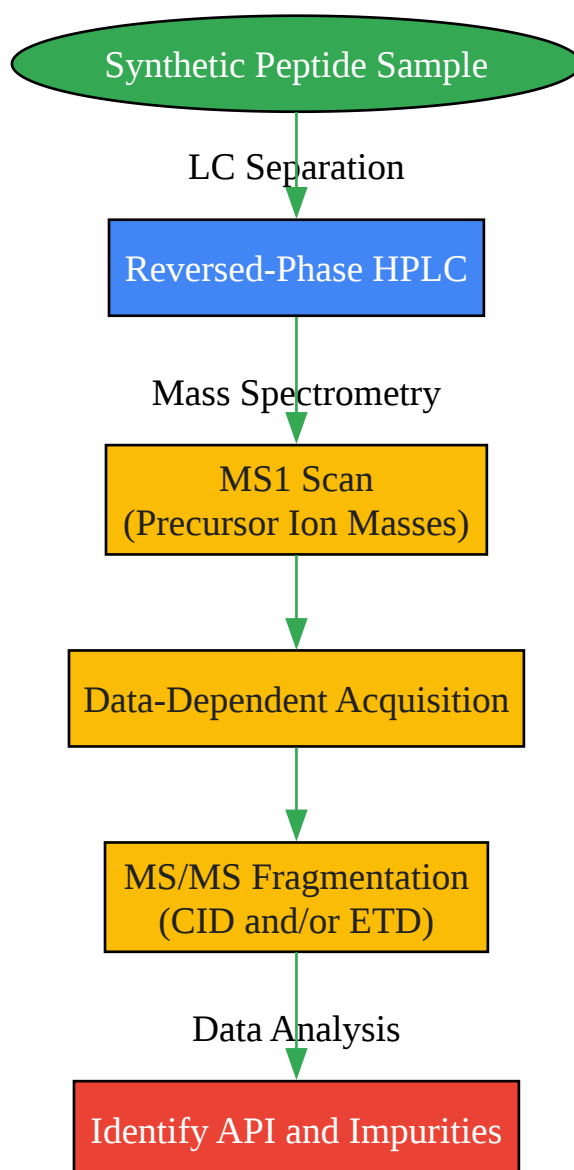 Synthetic Peptide Sample
LC Separation
Reversed-Phase HPLC
Mass Spectrometry
MS1 Scan
(Precursor Ion Masses)
Data-Dependent Acquisition
MS/MS Fragmentation
(CID and/or ETD)
Data Analysis
Identify API and Impurities